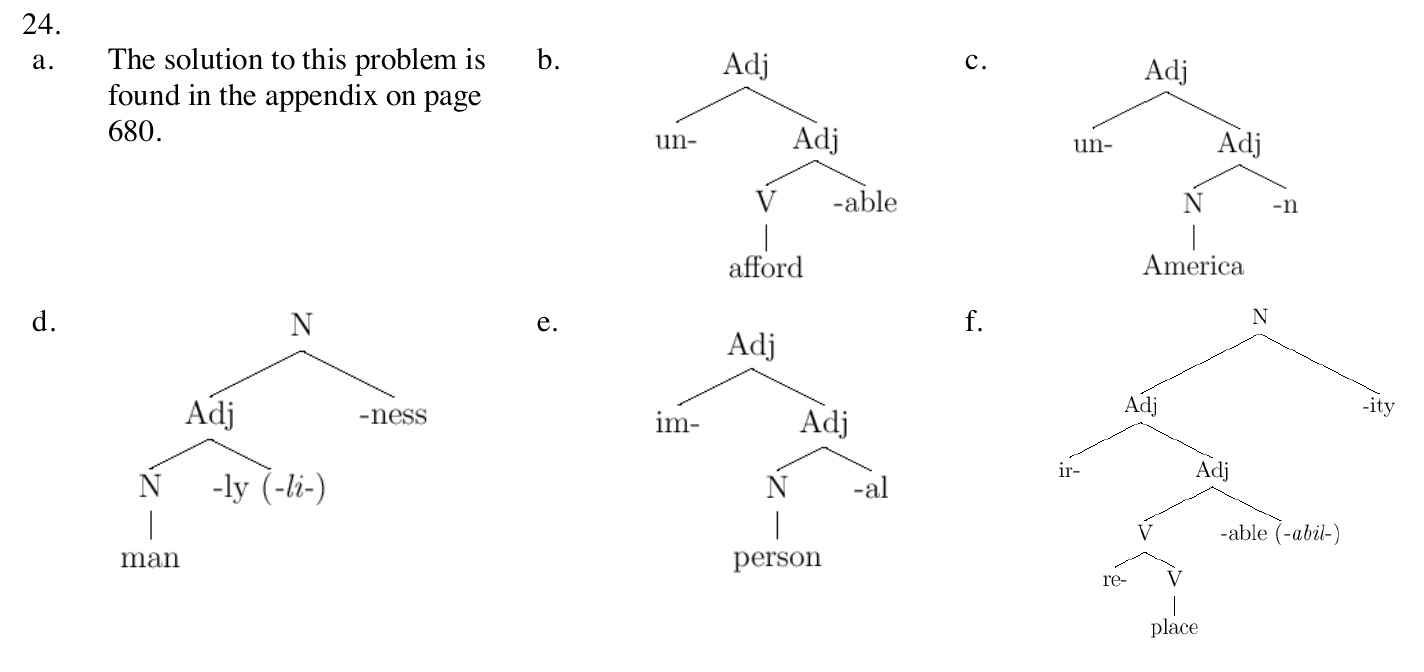 24.
a. The solution to this problem is
found in the appendix on page
680.
b. Adj
un- Adj
V -able
afford
c. Adj
un- Adj
N -n
America
d. N
Adj -ness
N -ly (-li-)
man
e. Adj
im- Adj
N -al
person
f. N
Adj -ity
ir- Adj
V -able (-abil-)
re- V
place